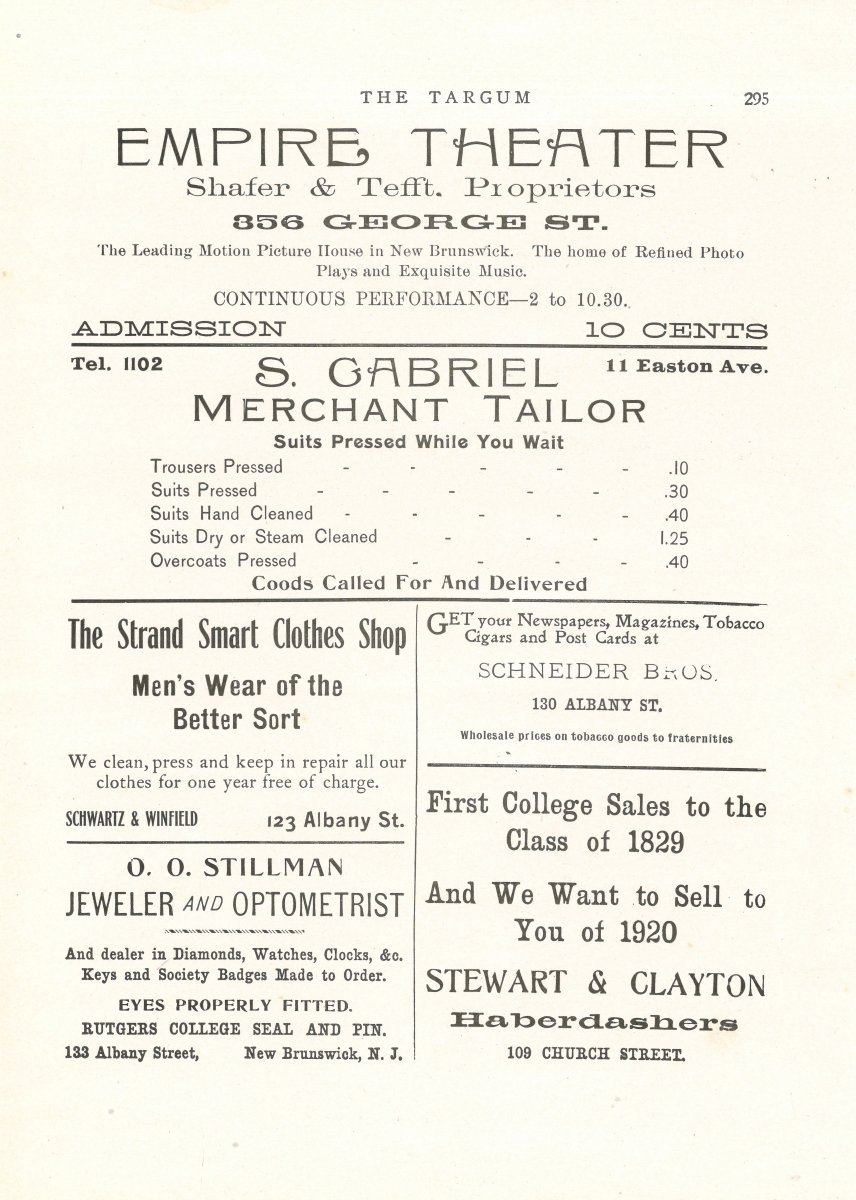 THE TARGUM 295
EMPIRE THEATER
Shafer & Tefft. Proprietors
356 GEORGE ST.
The Leading Motion Picture House in New Brunswick. The home of Refined Photo
Plays and Exquisite Music.
CONTINUOUS PERFORMANCE—2 to 10.30.
ADMISSION 10 CENTS
Tel. 1102 S. GABRIEL 11 Easton Ave.
MERCHANT TAILOR
Suits Pressed While You Wait
Trousers Pressed - - - - - .10
Suits Pressed - - - - - .30
Suits Hand Cleaned - - - - - .40
Suits Dry or Steam Cleaned - - - 1.25
Overcoats Pressed - - - - .40
Coods Called For And Delivered
The Strand Smart Clothes Shop
Men's Wear of the
Better Sort
We clean, press and keep in repair all our
clothes for one year free of charge.
SCHWARTZ & WINFIELD 123 Albany St.
O. O. STILLMAN
JEWELER AND OPTOMETRIST
And dealer in Diamonds, Watches, Clocks, &c.
Keys and Society Badges Made to Order.
EYES PROPERLY FITTED.
RUTGERS COLLEGE SEAL AND PIN.
133 Albany Street, New Brunswick, N. J.
GET your Newspapers, Magazines, Tobacco
Cigars and Post Cards at
SCHNEIDER BROS.
130 ALBANY ST.
Wholesale prices on tobacco goods to fraternities
First College Sales to the
Class of 1829
And We Want to Sell to
You of 1920
STEWART & CLAYTON
Haberdashers
109 CHURCH STREET.